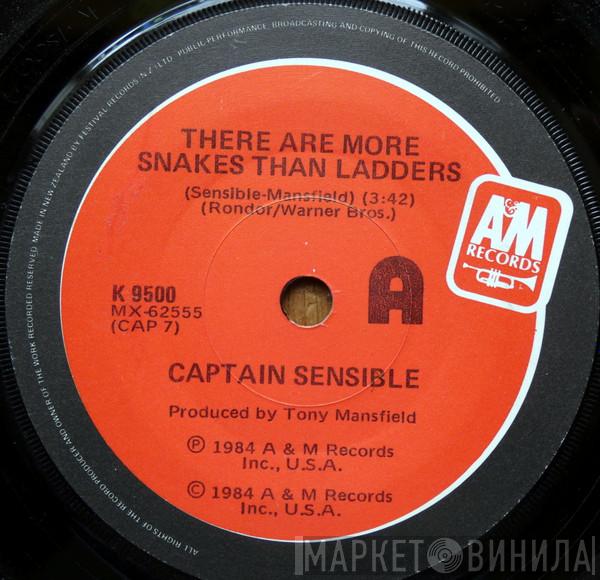 MADE IN NEW ZEALAND BY FESTIVAL RECORDS (N.Z.) LTD PUBLIC PERFORMANCE, BROADCASTING AND COPYING OF THIS RECORD PROHIBITED
ALL RIGHTS OF THE RECORD PRODUCER AND OWNER OF THE WORK RECORDED RESERVED
THERE ARE MORE
SNAKES THAN LADDERS
(Sensible-Mansfield) (3:42)
(Rondor/Warner Bros.)
A&M
RECORDS
K 9500
MX-62555
(CAP 7)
A
CAPTAIN SENSIBLE
Produced by Tony Mansfield
℗ 1984 A & M Records
Inc., U.S.A.
© 1984 A & M Records
Inc., U.S.A.
МАРКЕТ ВИНИЛА